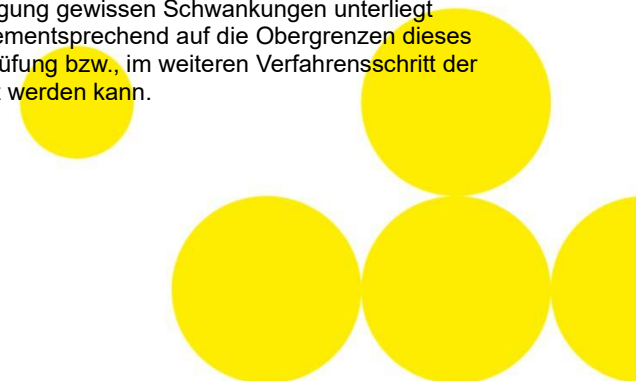 gung gewissen Schwankungen unterliegt
ementsprechend auf die Obergrenzen dieses
üfung bzw., im weiteren Verfahrensschritt der
werden kann.